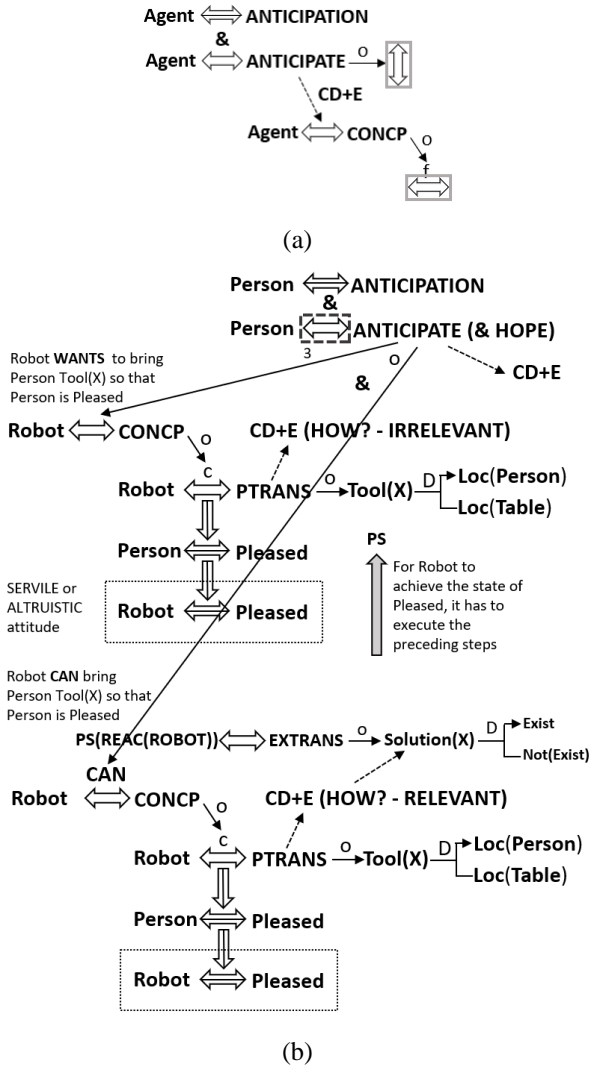 Agent ANTICIPATION
&
Agent ANTICIPATE O
CD+E
Agent CONCP O
f
(a)
Person ANTICIPATION
&
Person ANTICIPATE (& HOPE)
3 O
CD+E
&
Robot WANTS to bring
Person Tool(X) so that
Person is Pleased
Robot CONCP O
c
CD+E (HOW? - IRRELEVANT)
Robot PTRANS O Tool(X) D Loc(Person)
Loc(Table)
Person Pleased
SERVILE or
ALTRUISTIC
attitude
Robot Pleased
PS
For Robot to
achieve the state of
Pleased, it has to
execute the
preceding steps
Robot CAN bring
Person Tool(X) so that
Person is Pleased
PS(REAC(ROBOT)) EXTRANS O Solution(X) D Exist
Not(Exist)
CAN
Robot CONCP O
c
CD+E (HOW? - RELEVANT)
Robot PTRANS O Tool(X) D Loc(Person)
Loc(Table)
Person Pleased
Robot Pleased
(b)